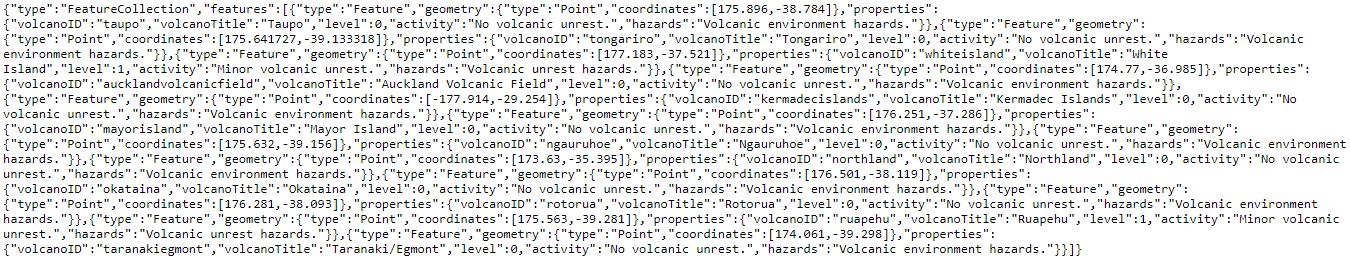 {"type":"FeatureCollection","features":[{"type":"Feature","geometry":{"type":"Point","coordinates":[175.896,-38.784]},"properties":
{"volcanoID":"taupo","volcanoTitle":"Taupo","level":0,"activity":"No volcanic unrest.","hazards":"Volcanic environment hazards."}},{"type":"Feature","geometry":
{"type":"Point","coordinates":[175.641727,-39.133318]},"properties":{"volcanoID":"tongariro","volcanoTitle":"Tongariro","level":0,"activity":"No volcanic unrest.","hazards":"Volcanic
environment hazards."}},{"type":"Feature","geometry":{"type":"Point","coordinates":[177.183,-37.521]},"properties":{"volcanoID":"whiteisland","volcanoTitle":"White
Island","level":1,"activity":"Minor volcanic unrest.","hazards":"Volcanic unrest hazards."}},{"type":"Feature","geometry":{"type":"Point","coordinates":[174.77,-36.985]},"properties":
{"volcanoID":"aucklandvolcanicfield","volcanoTitle":"Auckland Volcanic Field","level":0,"activity":"No volcanic unrest.","hazards":"Volcanic environment hazards."}},
{"type":"Feature","geometry":{"type":"Point","coordinates":[-177.914,-29.254]},"properties":{"volcanoID":"kermadecislands","volcanoTitle":"Kermadec Islands","level":0,"activity":"No
volcanic unrest.","hazards":"Volcanic environment hazards."}},{"type":"Feature","geometry":{"type":"Point","coordinates":[176.251,-37.286]},"properties":
{"volcanoID":"mayorisland","volcanoTitle":"Mayor Island","level":0,"activity":"No volcanic unrest.","hazards":"Volcanic environment hazards."}},{"type":"Feature","geometry":
{"type":"Point","coordinates":[175.632,-39.156]},"properties":{"volcanoID":"ngauruhoe","volcanoTitle":"Ngauruhoe","level":0,"activity":"No volcanic unrest.","hazards":"Volcanic environment
hazards."}},{"type":"Feature","geometry":{"type":"Point","coordinates":[173.63,-35.395]},"properties":{"volcanoID":"northland","volcanoTitle":"Northland","level":0,"activity":"No volcanic
unrest.","hazards":"Volcanic environment hazards."}},{"type":"Feature","geometry":{"type":"Point","coordinates":[176.501,-38.119]},"properties":
{"volcanoID":"okataina","volcanoTitle":"Okataina","level":0,"activity":"No volcanic unrest.","hazards":"Volcanic environment hazards."}},{"type":"Feature","geometry":
{"type":"Point","coordinates":[176.281,-38.093]},"properties":{"volcanoID":"rotorua","volcanoTitle":"Rotorua","level":0,"activity":"No volcanic unrest.","hazards":"Volcanic environment
hazards."}},{"type":"Feature","geometry":{"type":"Point","coordinates":[175.563,-39.281]},"properties":{"volcanoID":"ruapehu","volcanoTitle":"Ruapehu","level":1,"activity":"Minor volcanic
unrest.","hazards":"Volcanic unrest hazards."}},{"type":"Feature","geometry":{"type":"Point","coordinates":[174.061,-39.298]},"properties":
{"volcanoID":"taranakiegmont","volcanoTitle":"Taranaki/Egmont","level":0,"activity":"No volcanic unrest.","hazards":"Volcanic environment hazards."}}]}